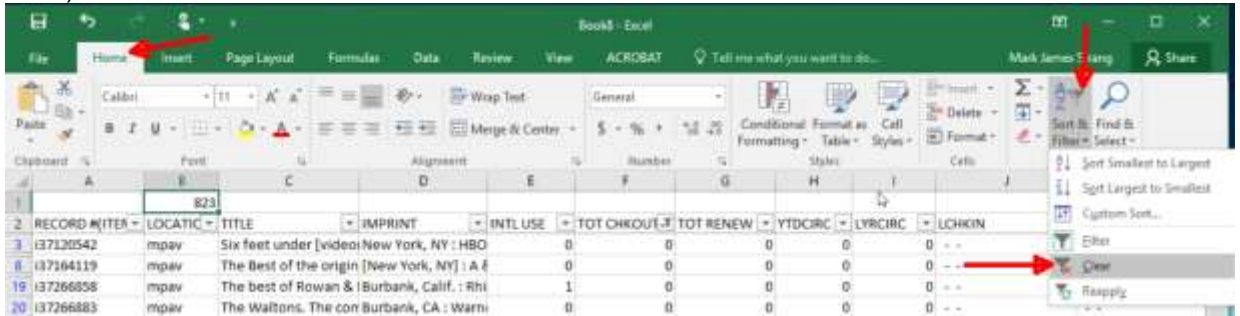 Book8 - Excel
File Home Insert Page Layout Formulas Data Review View ACROBAT Tell me what you want to do... Mark James Share
Paste Calibri 11 A A Wrap Text General Conditional Formatting Format as Table Cell Styles Insert Delete Format Sort & Filter Find & Select
B I U Merge & Center $ - % ,
Clipboard Font Alignment Number Styles Cells
Sort Smallest to Largest
Sort Largest to Smallest
Custom Sort...
Filter
Clear
Reapply
A B C D E F G H I J
1 823
2 RECORD #(ITEM LOCATIC TITLE IMPRINT INTL USE TOT CHKOUT TOT RENEW YTDCIRC LYRCIRC LCHKIN
3 i37120542 mpav Six feet under [video New York, NY : HBO 0 0 0 0 0 - -
8 i37164119 mpav The Best of the origin [New York, NY] : A & 0 0 0 0 0 - -
19 i37266858 mpav The best of Rowan & Burbank, Calif. : Rhi 1 0 0 0 0 - -
20 i37266883 mpav The Waltons. The com Burbank, CA : Warn 0 0 0 0 0 - -